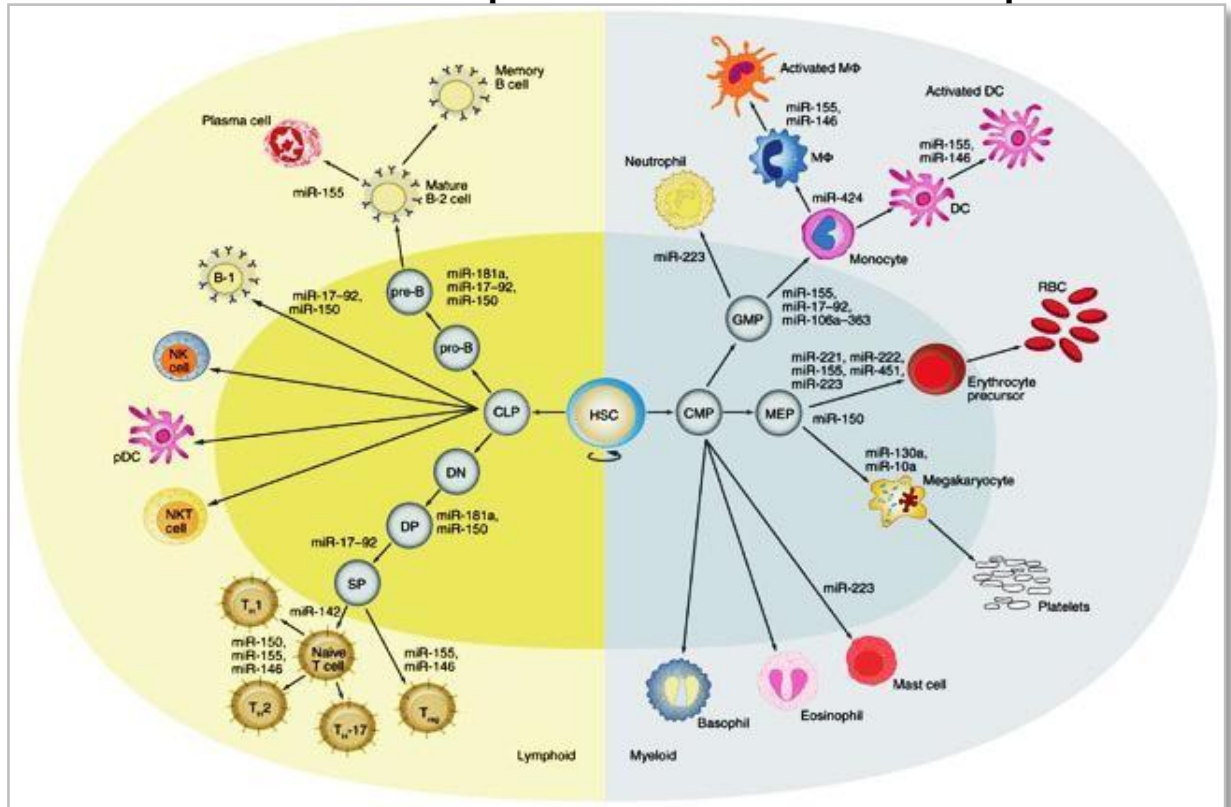 Memory
B cell
Plasma cell
miR-155
Mature
B-2 cell
B-1
miR-17–92,
miR-150
pre-B
miR-181a,
miR-17–92,
miR-150
pro-B
NK
cell
CLP
HSC
pDC
NKT
cell
DN
DP
miR-181a,
miR-150
miR-17–92
SP
TH1
miR-142
miR-150,
miR-155,
miR-146
Naive
T cell
miR-155,
miR-146
TH2
TH-17
Treg
Lymphoid
Activated MΦ
miR-155,
miR-146
Activated DC
Neutrophil
MΦ
miR-155,
miR-146
miR-424
DC
miR-223
Monocyte
GMP
miR-155,
miR-17–92,
miR-106a–363
RBC
miR-221, miR-222,
miR-155, miR-451,
miR-223
Erythrocyte
precursor
CMP
MEP
miR-150
miR-130a,
miR-10a
Megakaryocyte
miR-223
Platelets
Mast cell
Basophil
Eosinophil
Myeloid